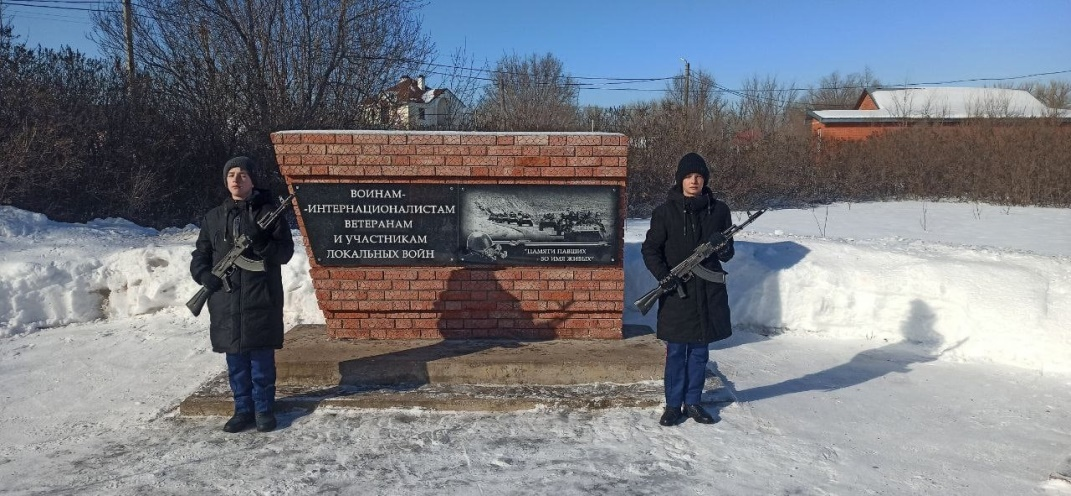 ВОИНАМ-
-ИНТЕРНАЦИОНАЛИСТАМ
ВЕТЕРАНАМ
И УЧАСТНИКАМ
ЛОКАЛЬНЫХ ВОЙН
"ПАМЯТИ ПАВШИХ
- ВО ИМЯ ЖИВЫХ"